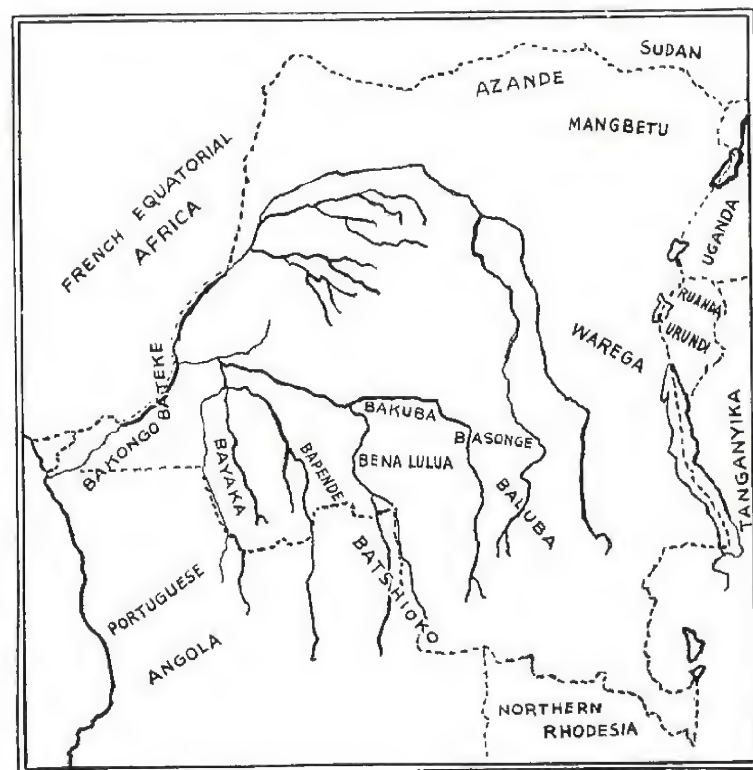 SUDAN
AZANDE
MANGBETU
FRENCH EQUATORIAL
AFRICA
UGANDA
RUANDA
URUNDI
WAREGA
BATEKE
BAKONGO
BAYAKA
BAPENDE
BAKUBA
BENA LULUA
BASONGE
BALUBA
TANGANYIKA
BATSHIOKO
PORTUGUESE
ANGOLA
NORTHERN
RHODESIA